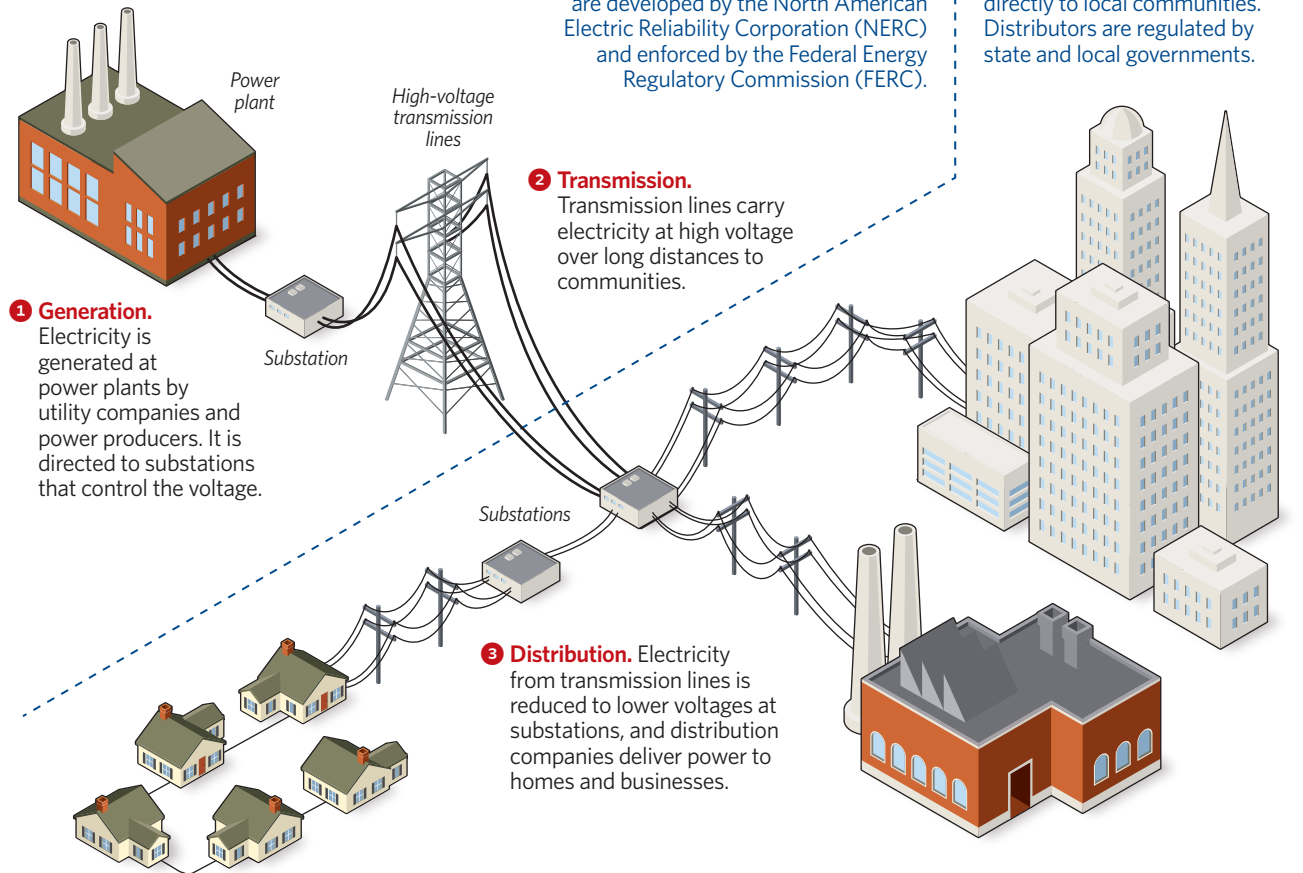 are developed by the North American
Electric Reliability Corporation (NERC)
and enforced by the Federal Energy
Regulatory Commission (FERC).
directly to local communities.
Distributors are regulated by
state and local governments.
Power
plant
High-voltage
transmission
lines
2 Transmission.
Transmission lines carry
electricity at high voltage
over long distances to
communities.
1 Generation.
Electricity is
generated at
power plants by
utility companies and
power producers. It is
directed to substations
that control the voltage.
Substation
Substations
3 Distribution. Electricity
from transmission lines is
reduced to lower voltages at
substations, and distribution
companies deliver power to
homes and businesses.